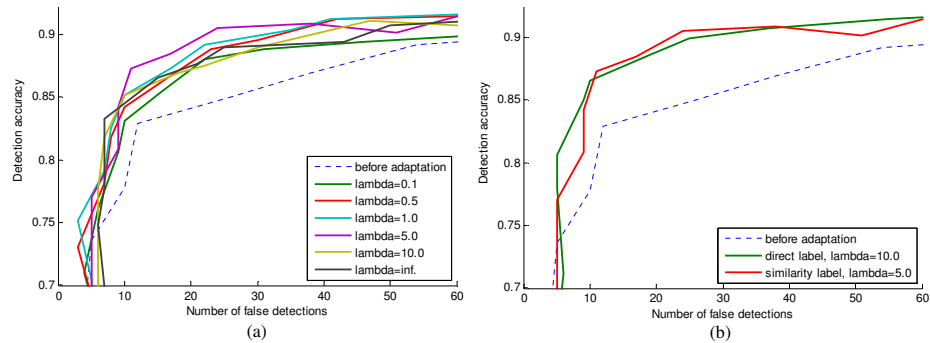 0.9
0.85
0.8
0.75
0.7
Detection accuracy
0 10 20 30 40 50 60
Number of false detections
before adaptation
lambda=0.1
lambda=0.5
lambda=1.0
lambda=5.0
lambda=10.0
lambda=inf.
(a)
0.9
0.85
0.8
0.75
0.7
Detection accuracy
0 10 20 30 40 50 60
Number of false detections
before adaptation
direct label, lambda=10.0
similarity label, lambda=5.0
(b)